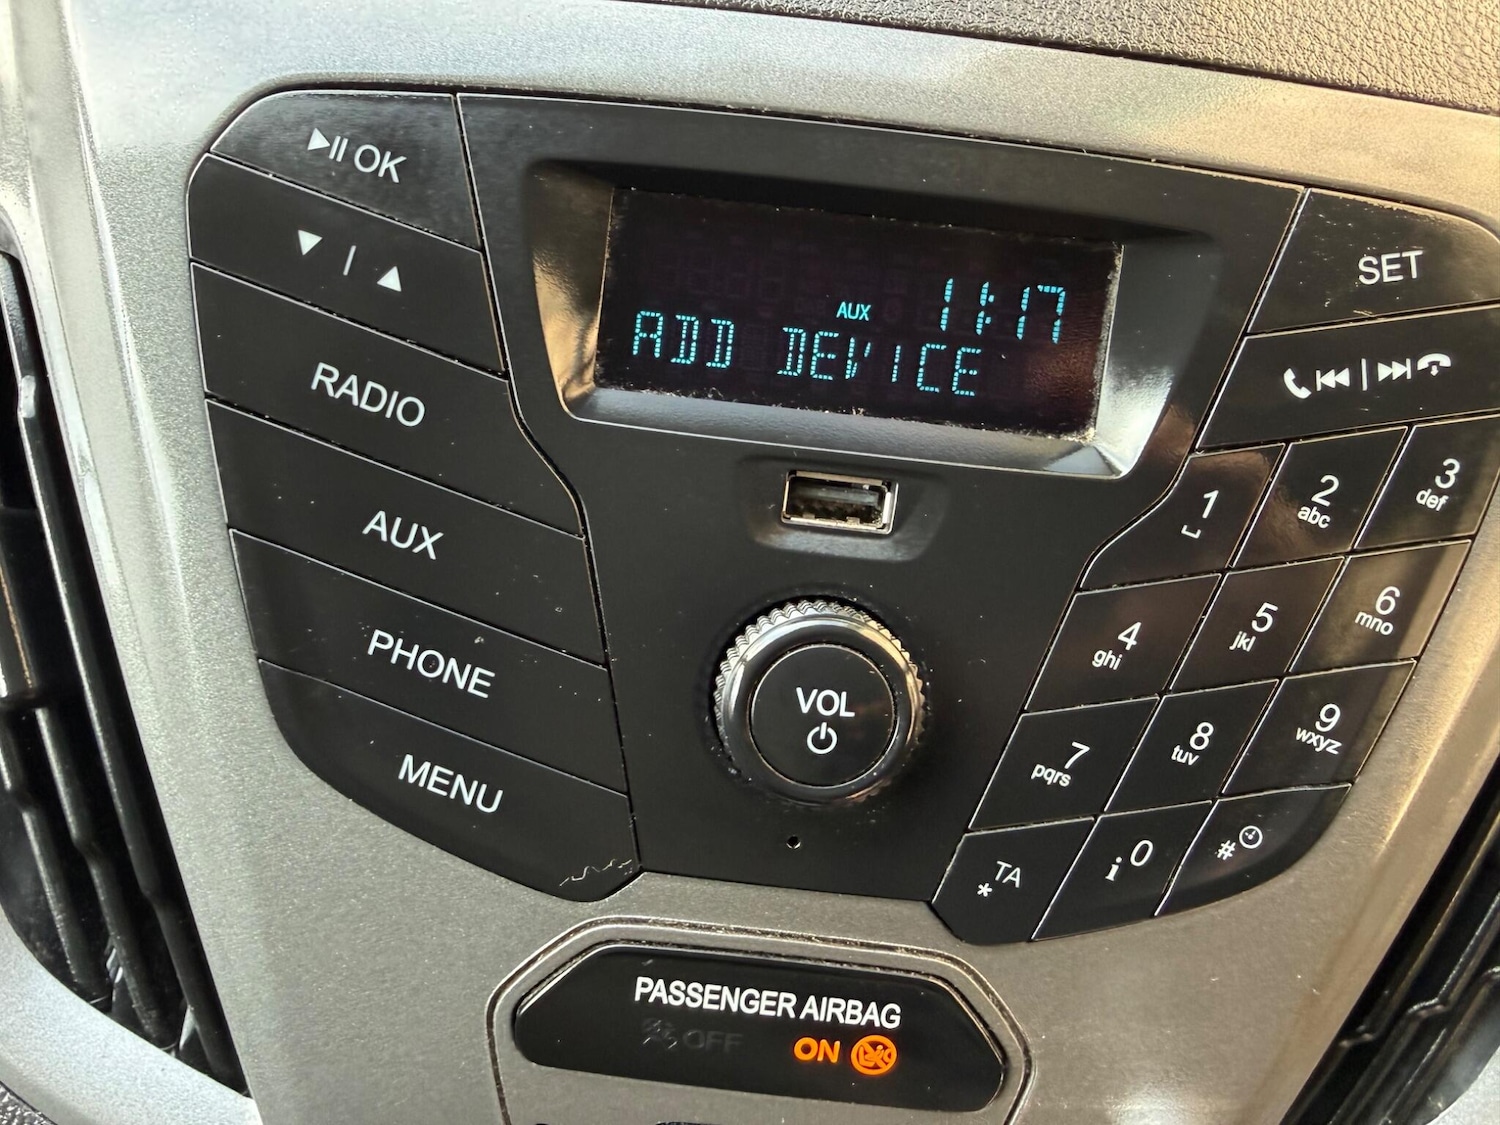 OK
RADIO
AUX
PHONE
MENU
AUX 11:17
ADD DEVICE
VOL
SET
1
2 abc
3 def
4 ghi
5 jkl
6 mno
7 pqrs
8 tuv
9 wxyz
* TA
i 0
#
PASSENGER AIRBAG
OFF ON